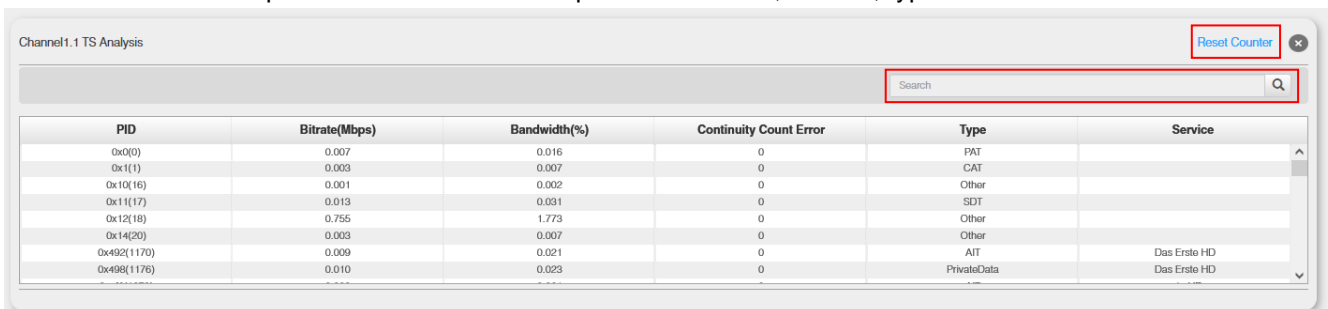 Channel1.1 TS Analysis Reset Counter
Search
PID Bitrate(Mbps) Bandwidth(%) Continuity Count Error Type Service
0x0(0) 0.007 0.016 0 PAT
0x1(1) 0.003 0.007 0 CAT
0x10(16) 0.001 0.002 0 Other
0x11(17) 0.013 0.031 0 SDT
0x12(18) 0.755 1.773 0 Other
0x14(20) 0.003 0.007 0 Other
0x492(1170) 0.009 0.021 0 AIT Das Erste HD
0x498(1176) 0.010 0.023 0 PrivateData Das Erste HD